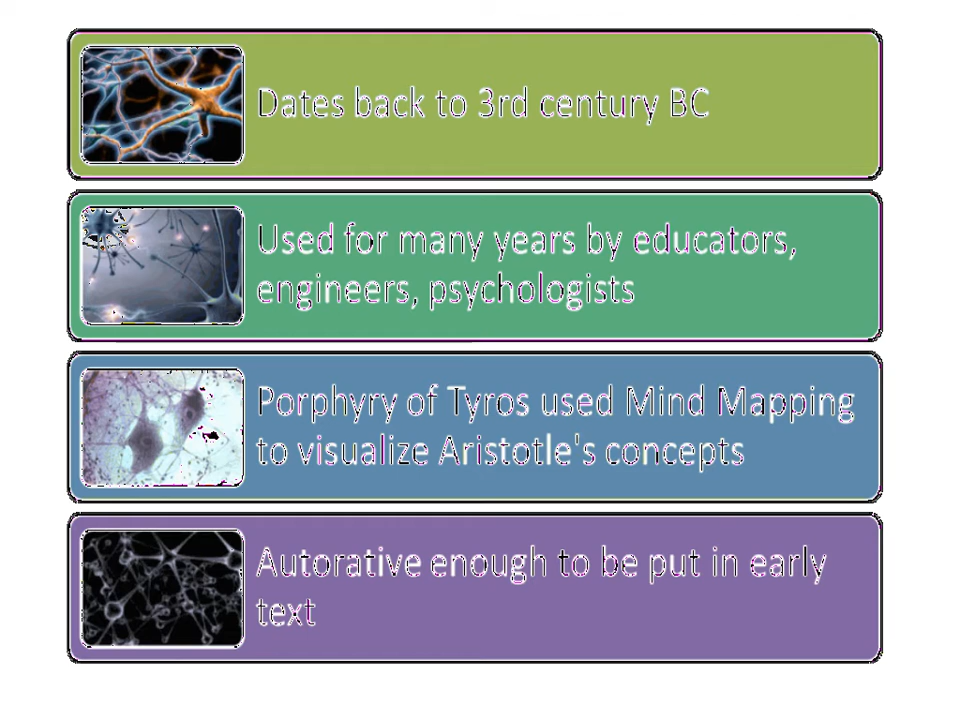 Dates back to 3rd century BC
Used for many years by educators,
engineers, psychologists
Porphyry of Tyros used Mind Mapping
to visualize Aristotle's concepts
Autorative enough to be put in early
text